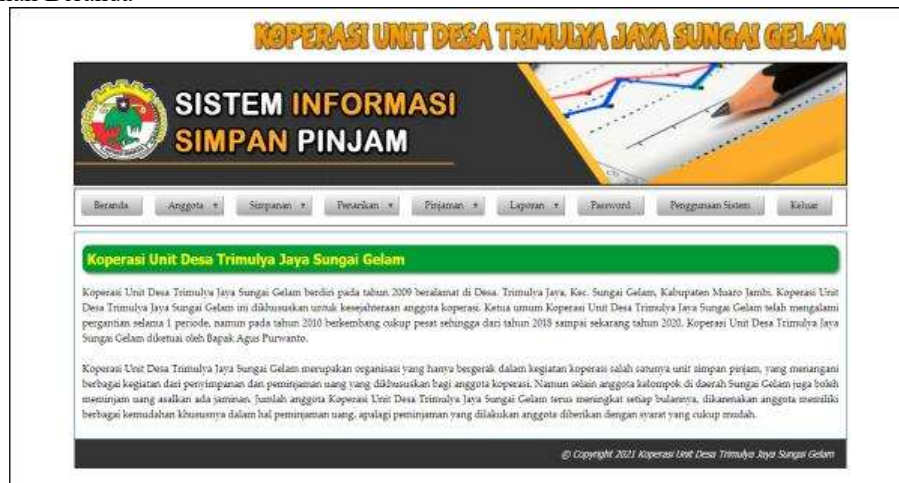 KOPERASI UNIT DESA TRIMULYA JAYA SUNGAI GELAM
SISTEM INFORMASI
SIMPAN PINJAM
Beranda Anggota Simpanan Penarikan Pinjaman Laporan Password Penggunaan Sistem Keluar
Koperasi Unit Desa Trimulya Jaya Sungai Gelam
Koperasi Unit Desa Trimulya Jaya Sungai Gelam berdiri pada tahun 2009 beralamat di Desa. Trimulya Jaya, Kec. Sungai Gelam, Kabupaten Muaro Jambi. Koperasi Unit
Desa Trimulya Jaya Sungai Gelam ini dikhususkan untuk kesejahteraan anggota koperasi. Ketua umum Koperasi Unit Desa Trimulya Jaya Sungai Gelam telah mengalami
pergantian selama 1 periode, namun pada tahun 2010 berkembang cukup pesat sehingga dari tahun 2018 sampai sekarang tahun 2020. Koperasi Unit Desa Trimulya Jaya
Sungai Gelam diketuai oleh Bapak Agus Purwanto.
Koperasi Unit Desa Trimulya Jaya Sungai Gelam merupakan organisasi yang hanya bergerak dalam kegiatan koperasi salah satunya unit simpan pinjam, yang menangani
berbagai kegiatan dari penyimpanan dan peminjaman uang yang dikhususkan bagi anggota koperasi. Namun selain anggota kelompok di daerah Sungai Gelam juga boleh
meminjam uang asalkan ada jaminan. Jumlah anggota Koperasi Unit Desa Trimulya Jaya Sungai Gelam terus meningkat setiap bulannya, dikarenakan anggota memiliki
berbagai kemudahan khususnya dalam hal peminjaman uang, apalagi peminjaman yang dilakukan anggota diberikan dengan syarat yang cukup mudah.
© Copyright 2021 Koperasi Unit Desa Trimulya Jaya Sungai Gelam